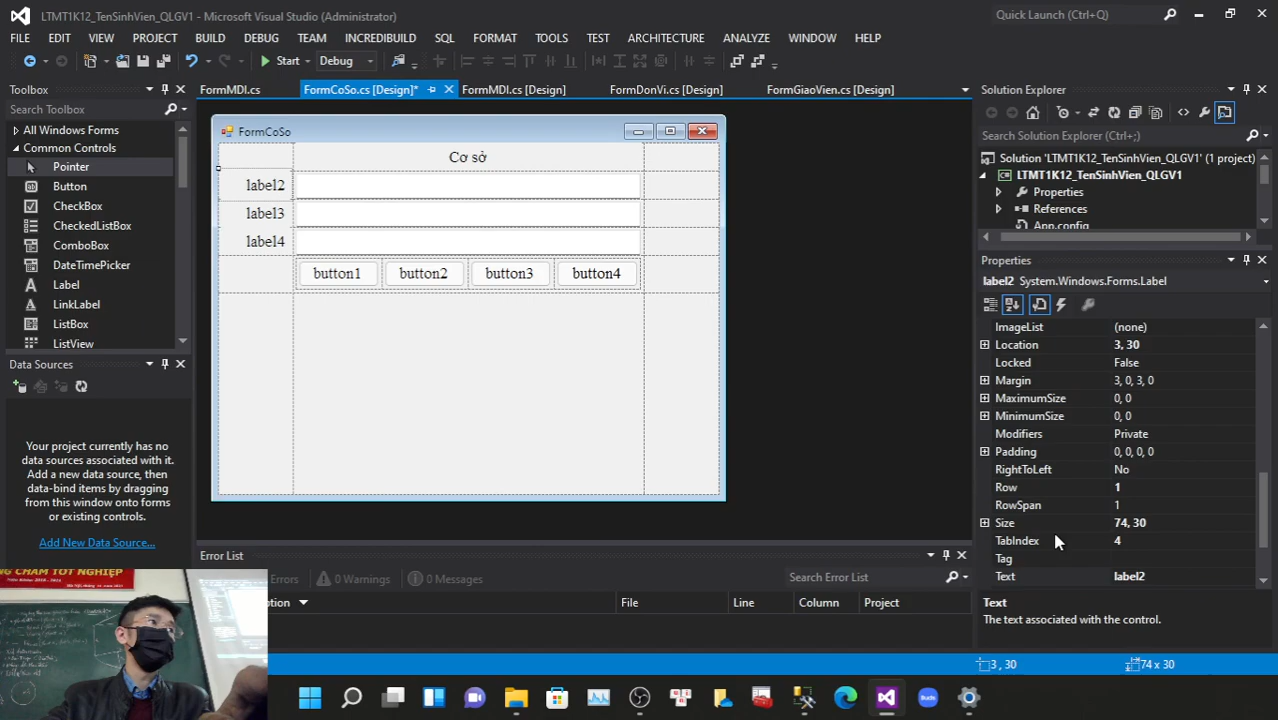 LTMT1K12_TenSinhVien_QLGV1 - Microsoft Visual Studio (Administrator)
Quick Launch (Ctrl+Q)
FILE EDIT VIEW PROJECT BUILD DEBUG TEAM INCREDIBUILD SQL FORMAT TOOLS TEST ARCHITECTURE ANALYZE WINDOW HELP
Start Debug
Toolbox
Search Toolbox
All Windows Forms
Common Controls
Pointer
Button
CheckBox
CheckedListBox
ComboBox
DateTimePicker
Label
LinkLabel
ListBox
ListView
Data Sources
Your project currently has no
data sources associated with it.
Add a new data source, then
data-bind items by dragging
from this window onto forms
or existing controls.
Add New Data Source...
FormMDI.cs FormCoSo.cs [Design]* FormMDI.cs [Design] FormDonVi.cs [Design] FormGiaoVien.cs [Design]
FormCoSo
Cơ sở
label2
label3
label4
button1 button2 button3 button4
Error List
Errors 0 Warnings 0 Messages
Search Error List
File Line Column Project
Solution Explorer
Search Solution Explorer (Ctrl+;)
Solution 'LTMT1K12_TenSinhVien_QLGV1' (1 project)
LTMT1K12_TenSinhVien_QLGV1
Properties
References
App.config
Properties
label2 System.Windows.Forms.Label
ImageList (none)
Location 3, 30
Locked False
Margin 3, 0, 3, 0
MaximumSize 0, 0
MinimumSize 0, 0
Modifiers Private
Padding 0, 0, 0, 0
RightToLeft No
Row 1
RowSpan 1
Size 74, 30
TabIndex 4
Tag
Text label2
Text
The text associated with the control.
3 , 30 74 x 30